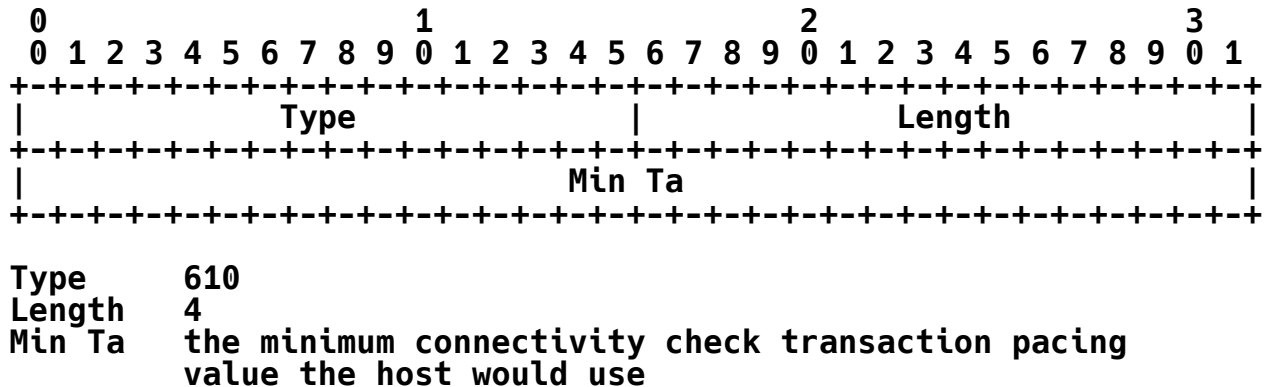 0                   1                   2                   3
 0 1 2 3 4 5 6 7 8 9 0 1 2 3 4 5 6 7 8 9 0 1 2 3 4 5 6 7 8 9 0 1
+-+-+-+-+-+-+-+-+-+-+-+-+-+-+-+-+-+-+-+-+-+-+-+-+-+-+-+-+-+-+-+-+
|             Type              |             Length            |
+-+-+-+-+-+-+-+-+-+-+-+-+-+-+-+-+-+-+-+-+-+-+-+-+-+-+-+-+-+-+-+-+
|                            Min Ta                             |
+-+-+-+-+-+-+-+-+-+-+-+-+-+-+-+-+-+-+-+-+-+-+-+-+-+-+-+-+-+-+-+-+

Type     610
Length   4
Min Ta   the minimum connectivity check transaction pacing
         value the host would use